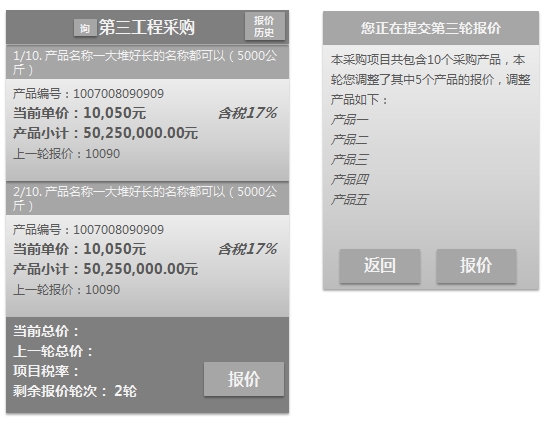 询 第三工程采购 报价
历史
1/10. 产品名称一大堆好长的名称都可以（5000公
斤）
产品编号：1007008090909
当前单价：10,050元 含税17%
产品小计：50,250,000.00元
上一轮报价：10090
2/10. 产品名称一大堆好长的名称都可以（5000公
斤）
产品编号：1007008090909
当前单价：10,050元 含税17%
产品小计：50,250,000.00元
上一轮报价：10090
当前总价：
上一轮总价：
项目税率：
剩余报价轮次：2轮
报价
您正在提交第三轮报价
本采购项目共包含10个采购产品，本
轮您调整了其中5个产品的报价，调整
产品如下：
产品一
产品二
产品三
产品四
产品五
返回 报价